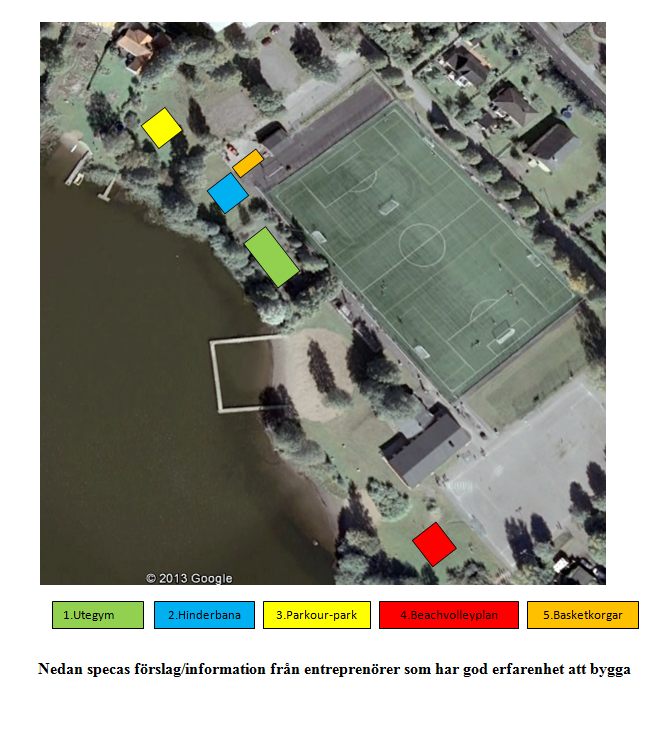 © 2013 Google
1.Utegym 2.Hinderbana 3.Parkour-park 4.Beachvolleyplan 5.Basketkorgar
Nedan specas förslag/information från entreprenörer som har god erfarenhet att bygga